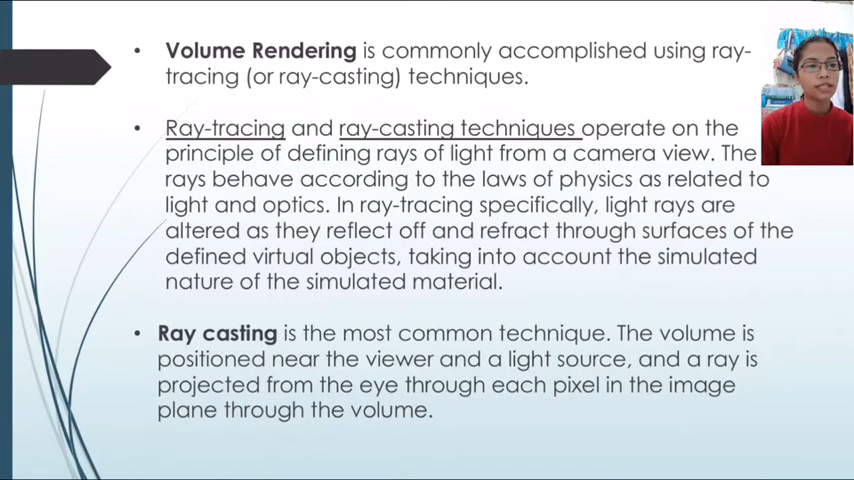 • Volume Rendering is commonly accomplished using ray-
tracing (or ray-casting) techniques.
• Ray-tracing and ray-casting techniques operate on the
principle of defining rays of light from a camera view. The
rays behave according to the laws of physics as related to
light and optics. In ray-tracing specifically, light rays are
altered as they reflect off and refract through surfaces of the
defined virtual objects, taking into account the simulated
nature of the simulated material.
• Ray casting is the most common technique. The volume is
positioned near the viewer and a light source, and a ray is
projected from the eye through each pixel in the image
plane through the volume.